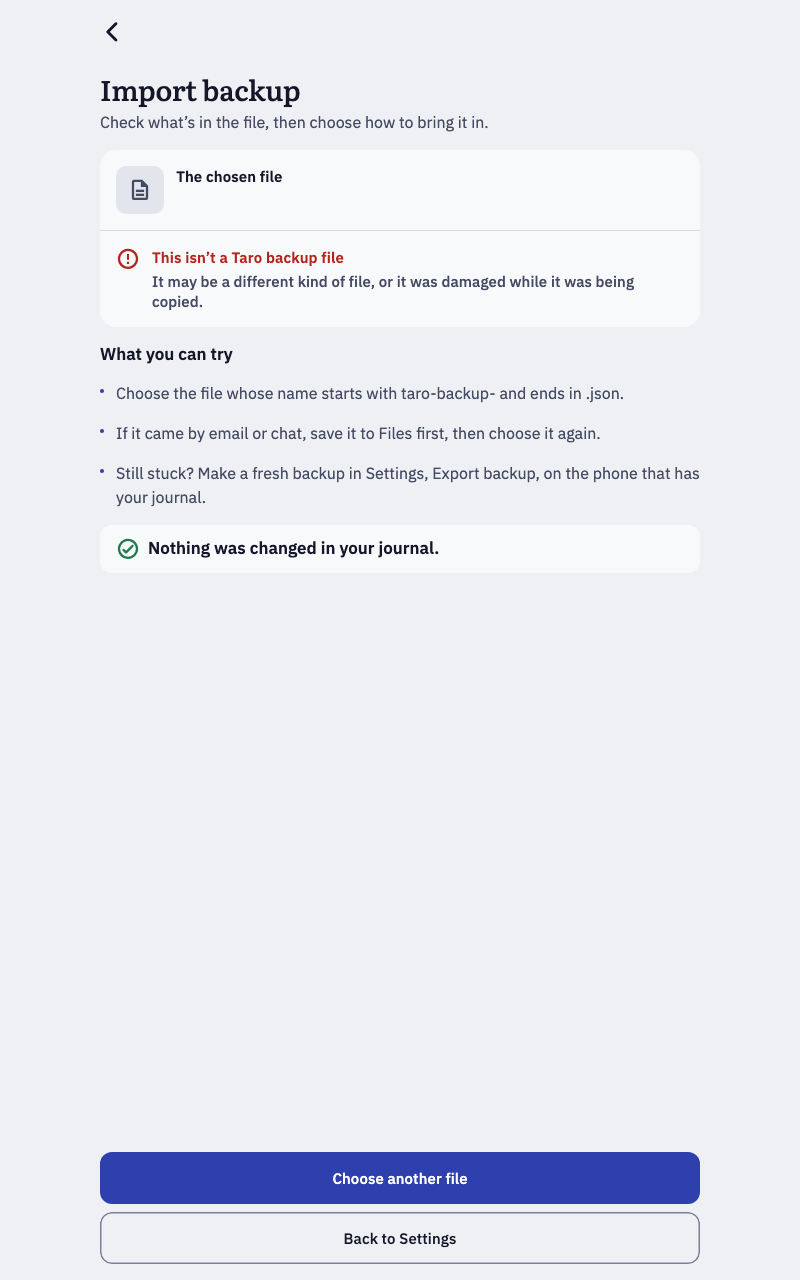 Import backup
Check what’s in the file, then choose how to bring it in.
The chosen file
This isn’t a Taro backup file
It may be a different kind of file, or it was damaged while it was being
copied.
What you can try
• Choose the file whose name starts with taro-backup- and ends in .json.
• If it came by email or chat, save it to Files first, then choose it again.
• Still stuck? Make a fresh backup in Settings, Export backup, on the phone that has
your journal.
Nothing was changed in your journal.
Choose another file
Back to Settings